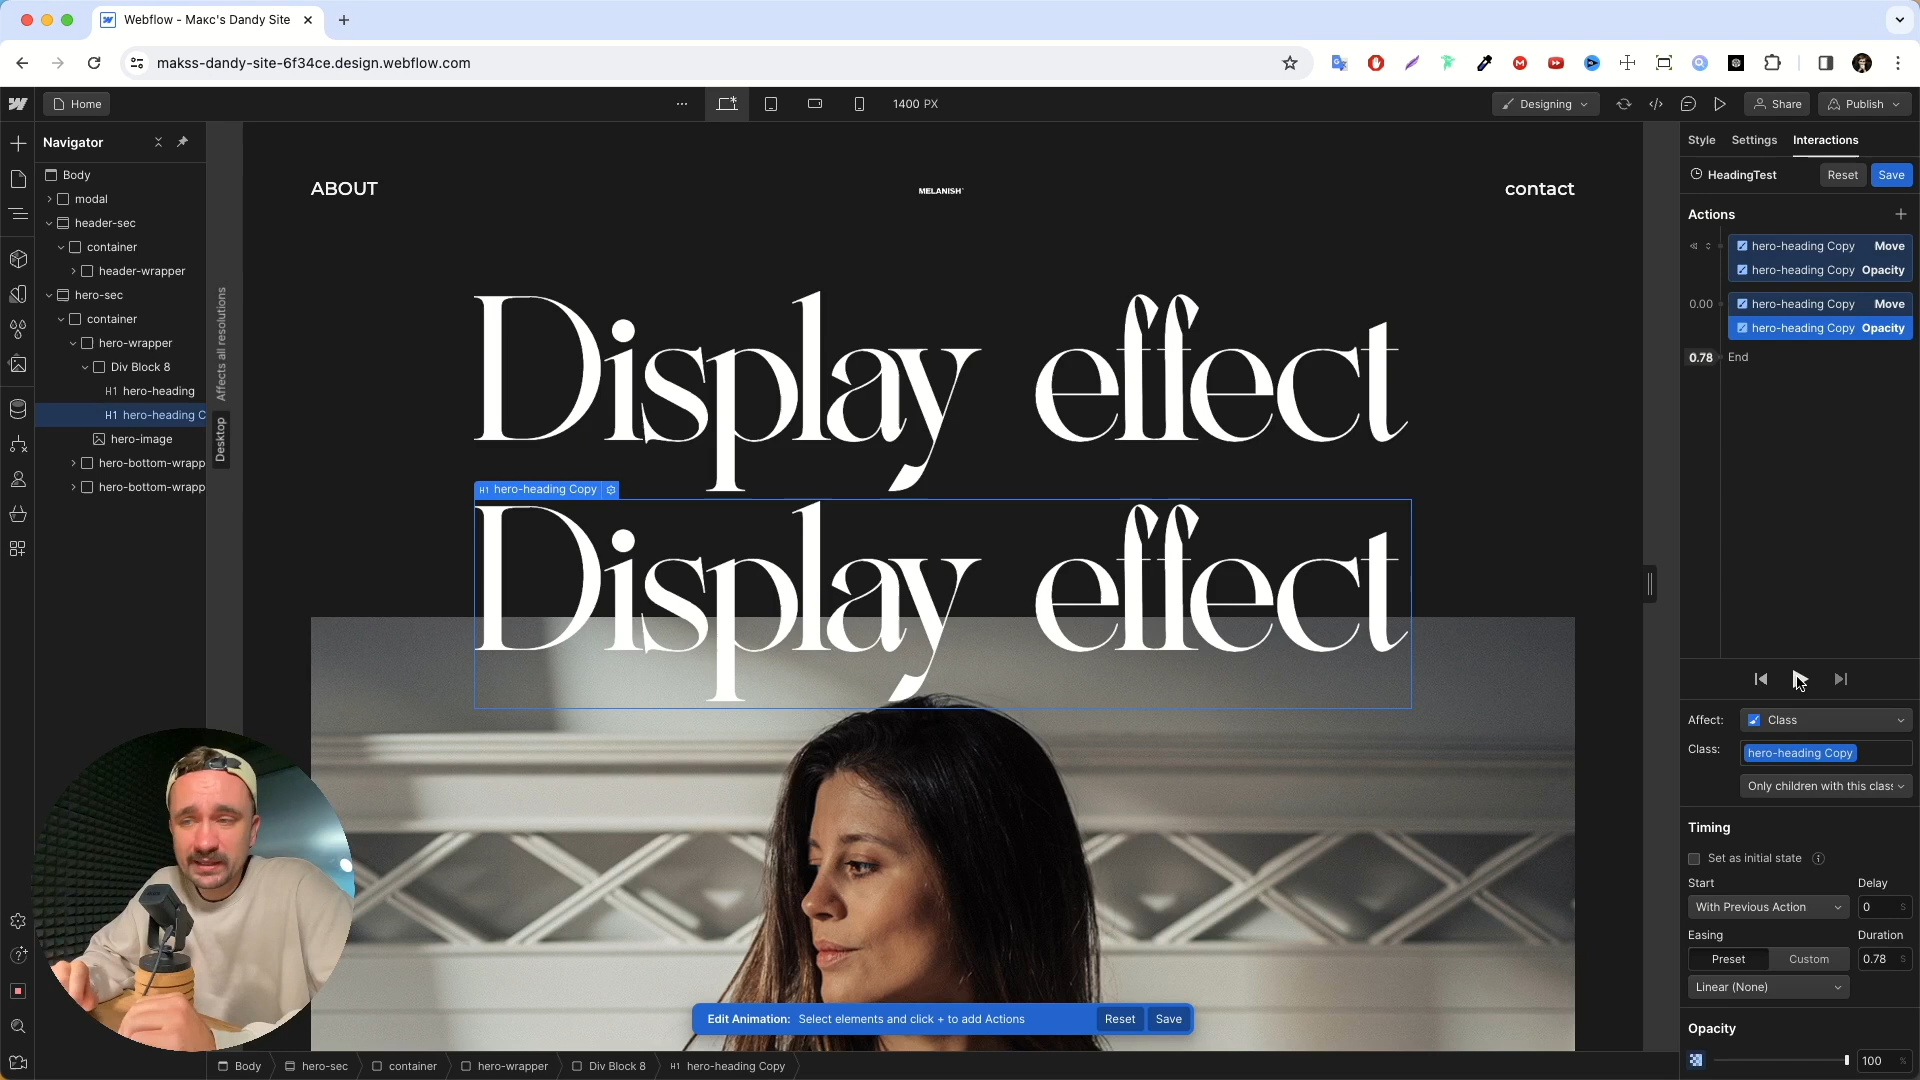 Webflow - Макс's Dandy Site
makss-dandy-site-6f34ce.design.webflow.com
Home
1400 PX
Designing
Share
Publish
Navigator
Body
modal
header-sec
container
header-wrapper
hero-sec
container
hero-wrapper
Div Block 8
H1 hero-heading
H1 hero-heading C
hero-image
hero-bottom-wrapp
hero-bottom-wrapp
Affects all resolutions
Desktop
ABOUT
MELANISH
contact
Display effect
H1 hero-heading Copy
Display effect
Style Settings Interactions
HeadingTest
Reset
Save
Actions
hero-heading Copy Move
hero-heading Copy Opacity
0.00
hero-heading Copy Move
hero-heading Copy Opacity
0.78 End
Affect: Class
Class: hero-heading Copy
Only children with this class
Timing
Set as initial state
Start Delay
With Previous Action 0 S
Easing Duration
Preset Custom 0.78 S
Linear (None)
Opacity
100 %
Edit Animation: Select elements and click + to add Actions Reset Save
Body hero-sec container hero-wrapper Div Block 8 H1 hero-heading Copy